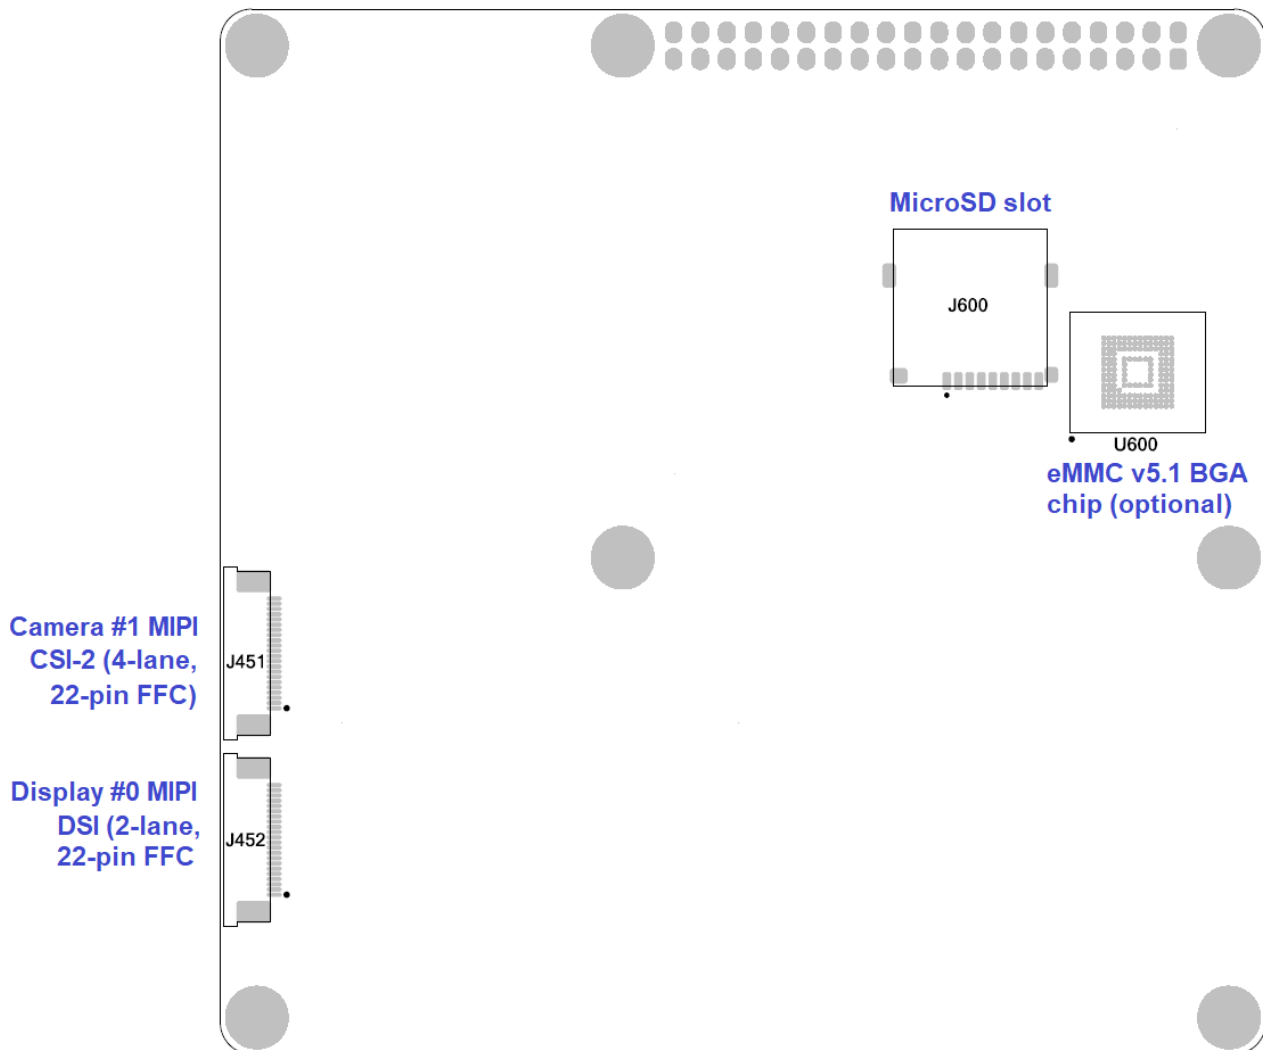 MicroSD slot
J600
U600
eMMC v5.1 BGA
chip (optional)
Camera #1 MIPI
CSI-2 (4-lane,
22-pin FFC)
J451
Display #0 MIPI
DSI (2-lane,
22-pin FFC
J452